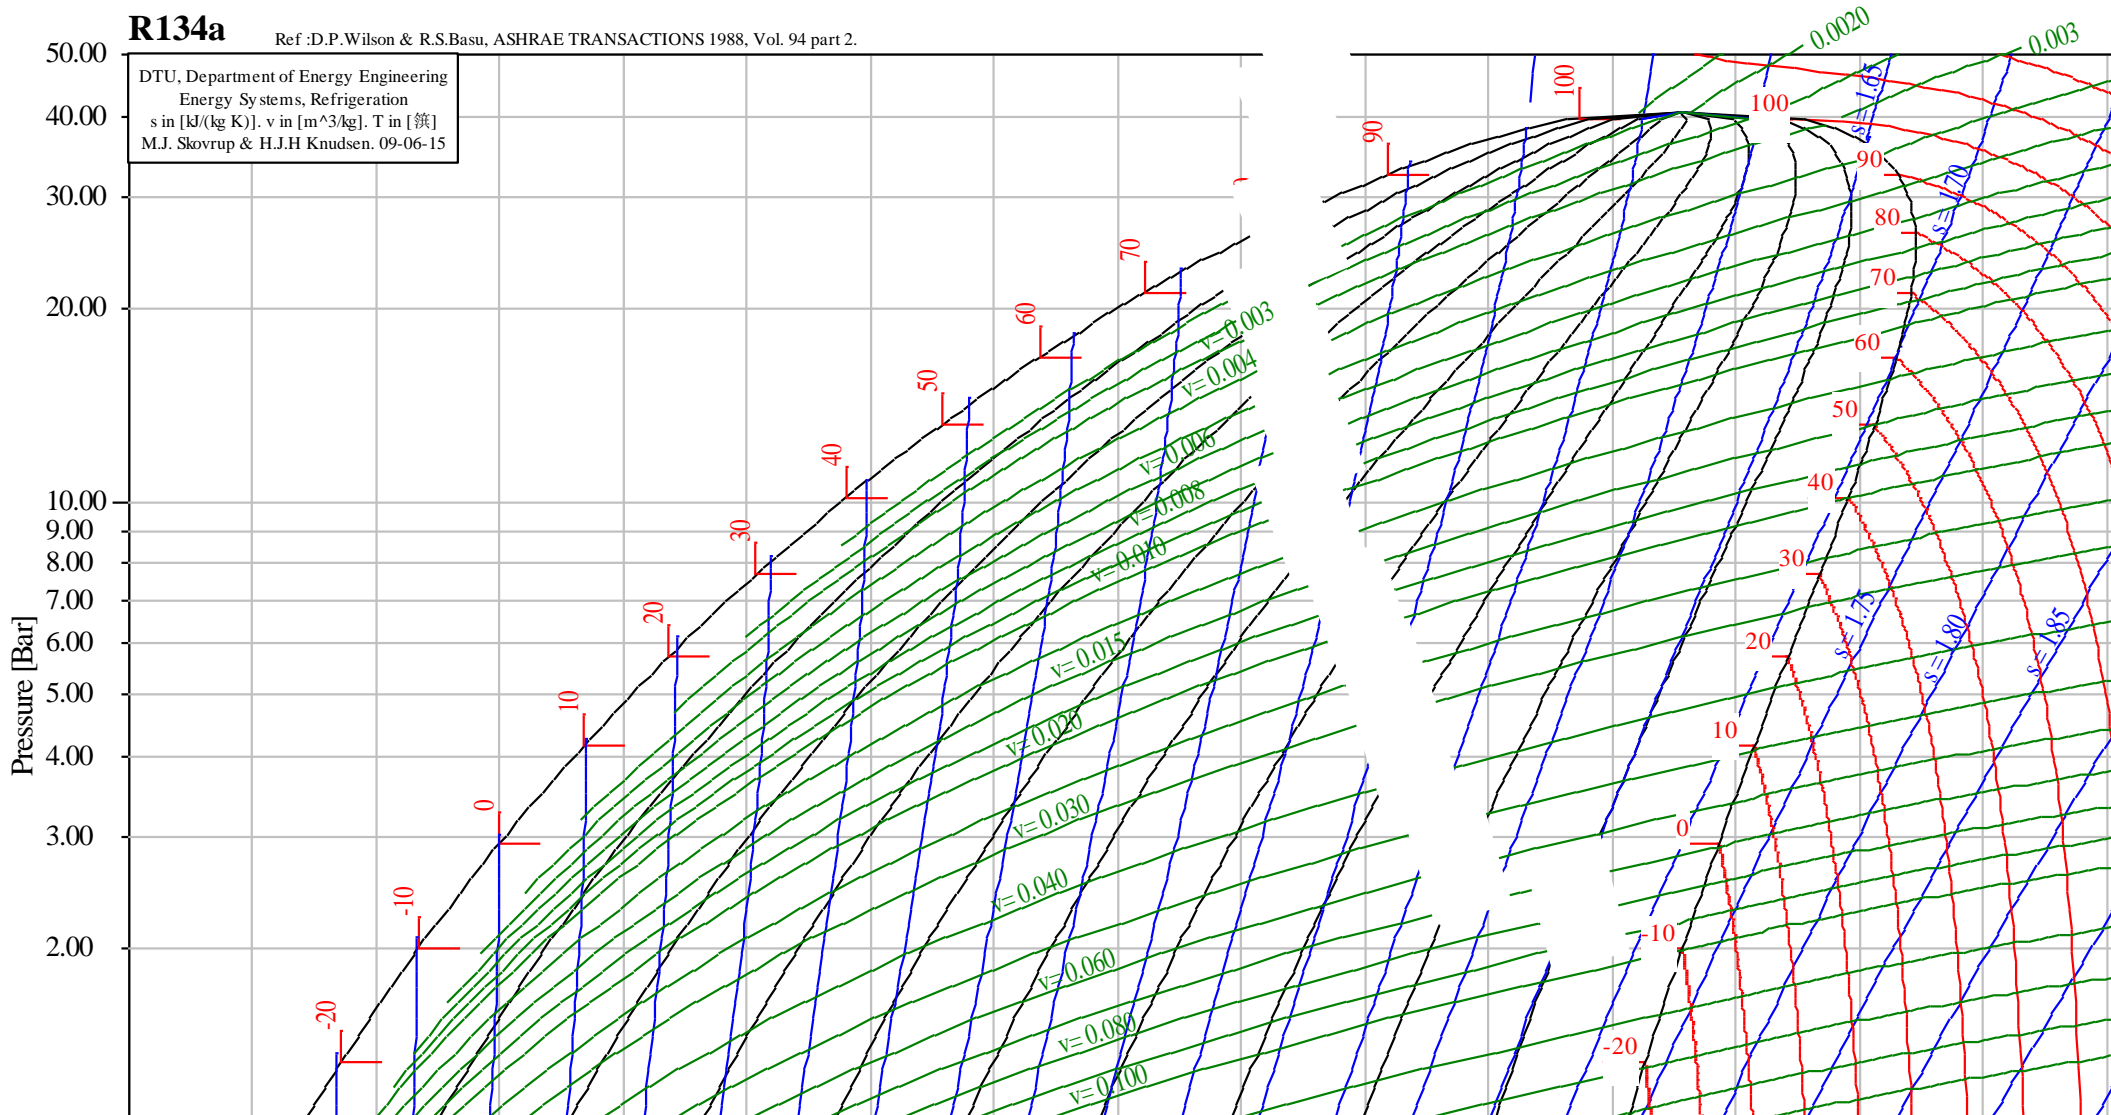 R134a
Ref :D.P.Wilson & R.S.Basu, ASHRAE TRANSACTIONS 1988, Vol. 94 part 2.
DTU, Department of Energy Engineering
Energy Systems, Refrigeration
s in [kJ/(kg K)]. v in [m^3/kg]. T in [篊]
M.J. Skovrup & H.J.H Knudsen. 09-06-15
Pressure [Bar]
50.00
40.00
30.00
20.00
10.00
9.00
8.00
7.00
6.00
5.00
4.00
3.00
2.00
-20
-10
0
10
20
30
40
50
60
70
90
100
100
90
80
70
60
50
40
30
20
10
0
-10
-20
0.0020
0.003
v= 0.003
v= 0.004
v= 0.006
v= 0.008
v= 0.010
v= 0.015
v= 0.020
v= 0.030
v= 0.040
v= 0.060
v= 0.080
v= 0.100
s = 1.65
s = 1.70
s = 1.75
s = 1.80
s = 1.85